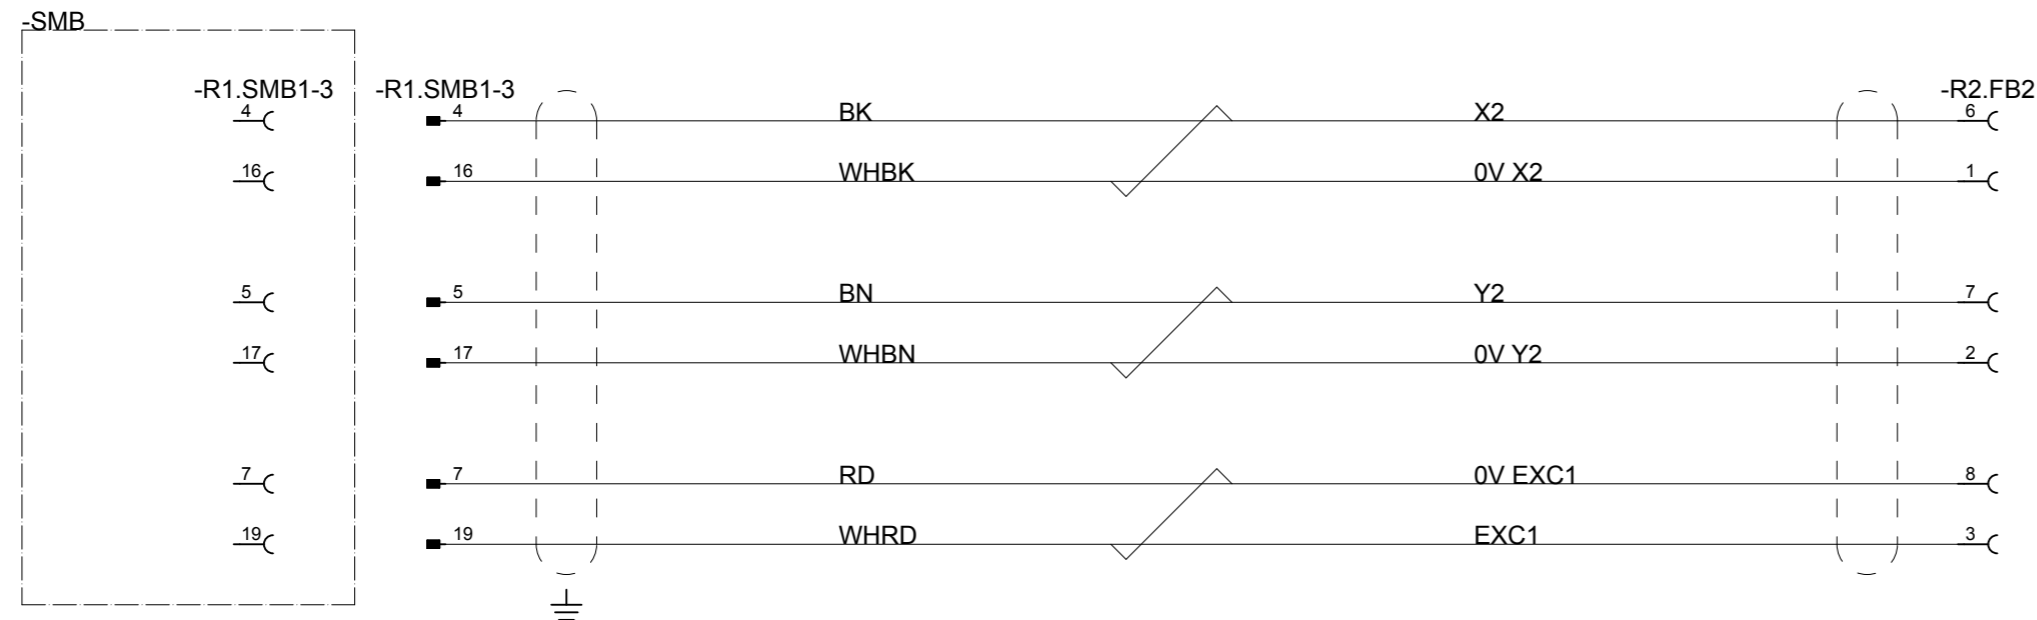 -SMB
-R1.SMB1-3 -R1.SMB1-3 -R2.FB2
4 4 BK X2 6
16 16 WHBK 0V X2 1
5 5 BN Y2 7
17 17 WHBN 0V Y2 2
7 7 RD 0V EXC1 8
19 19 WHRD EXC1 3